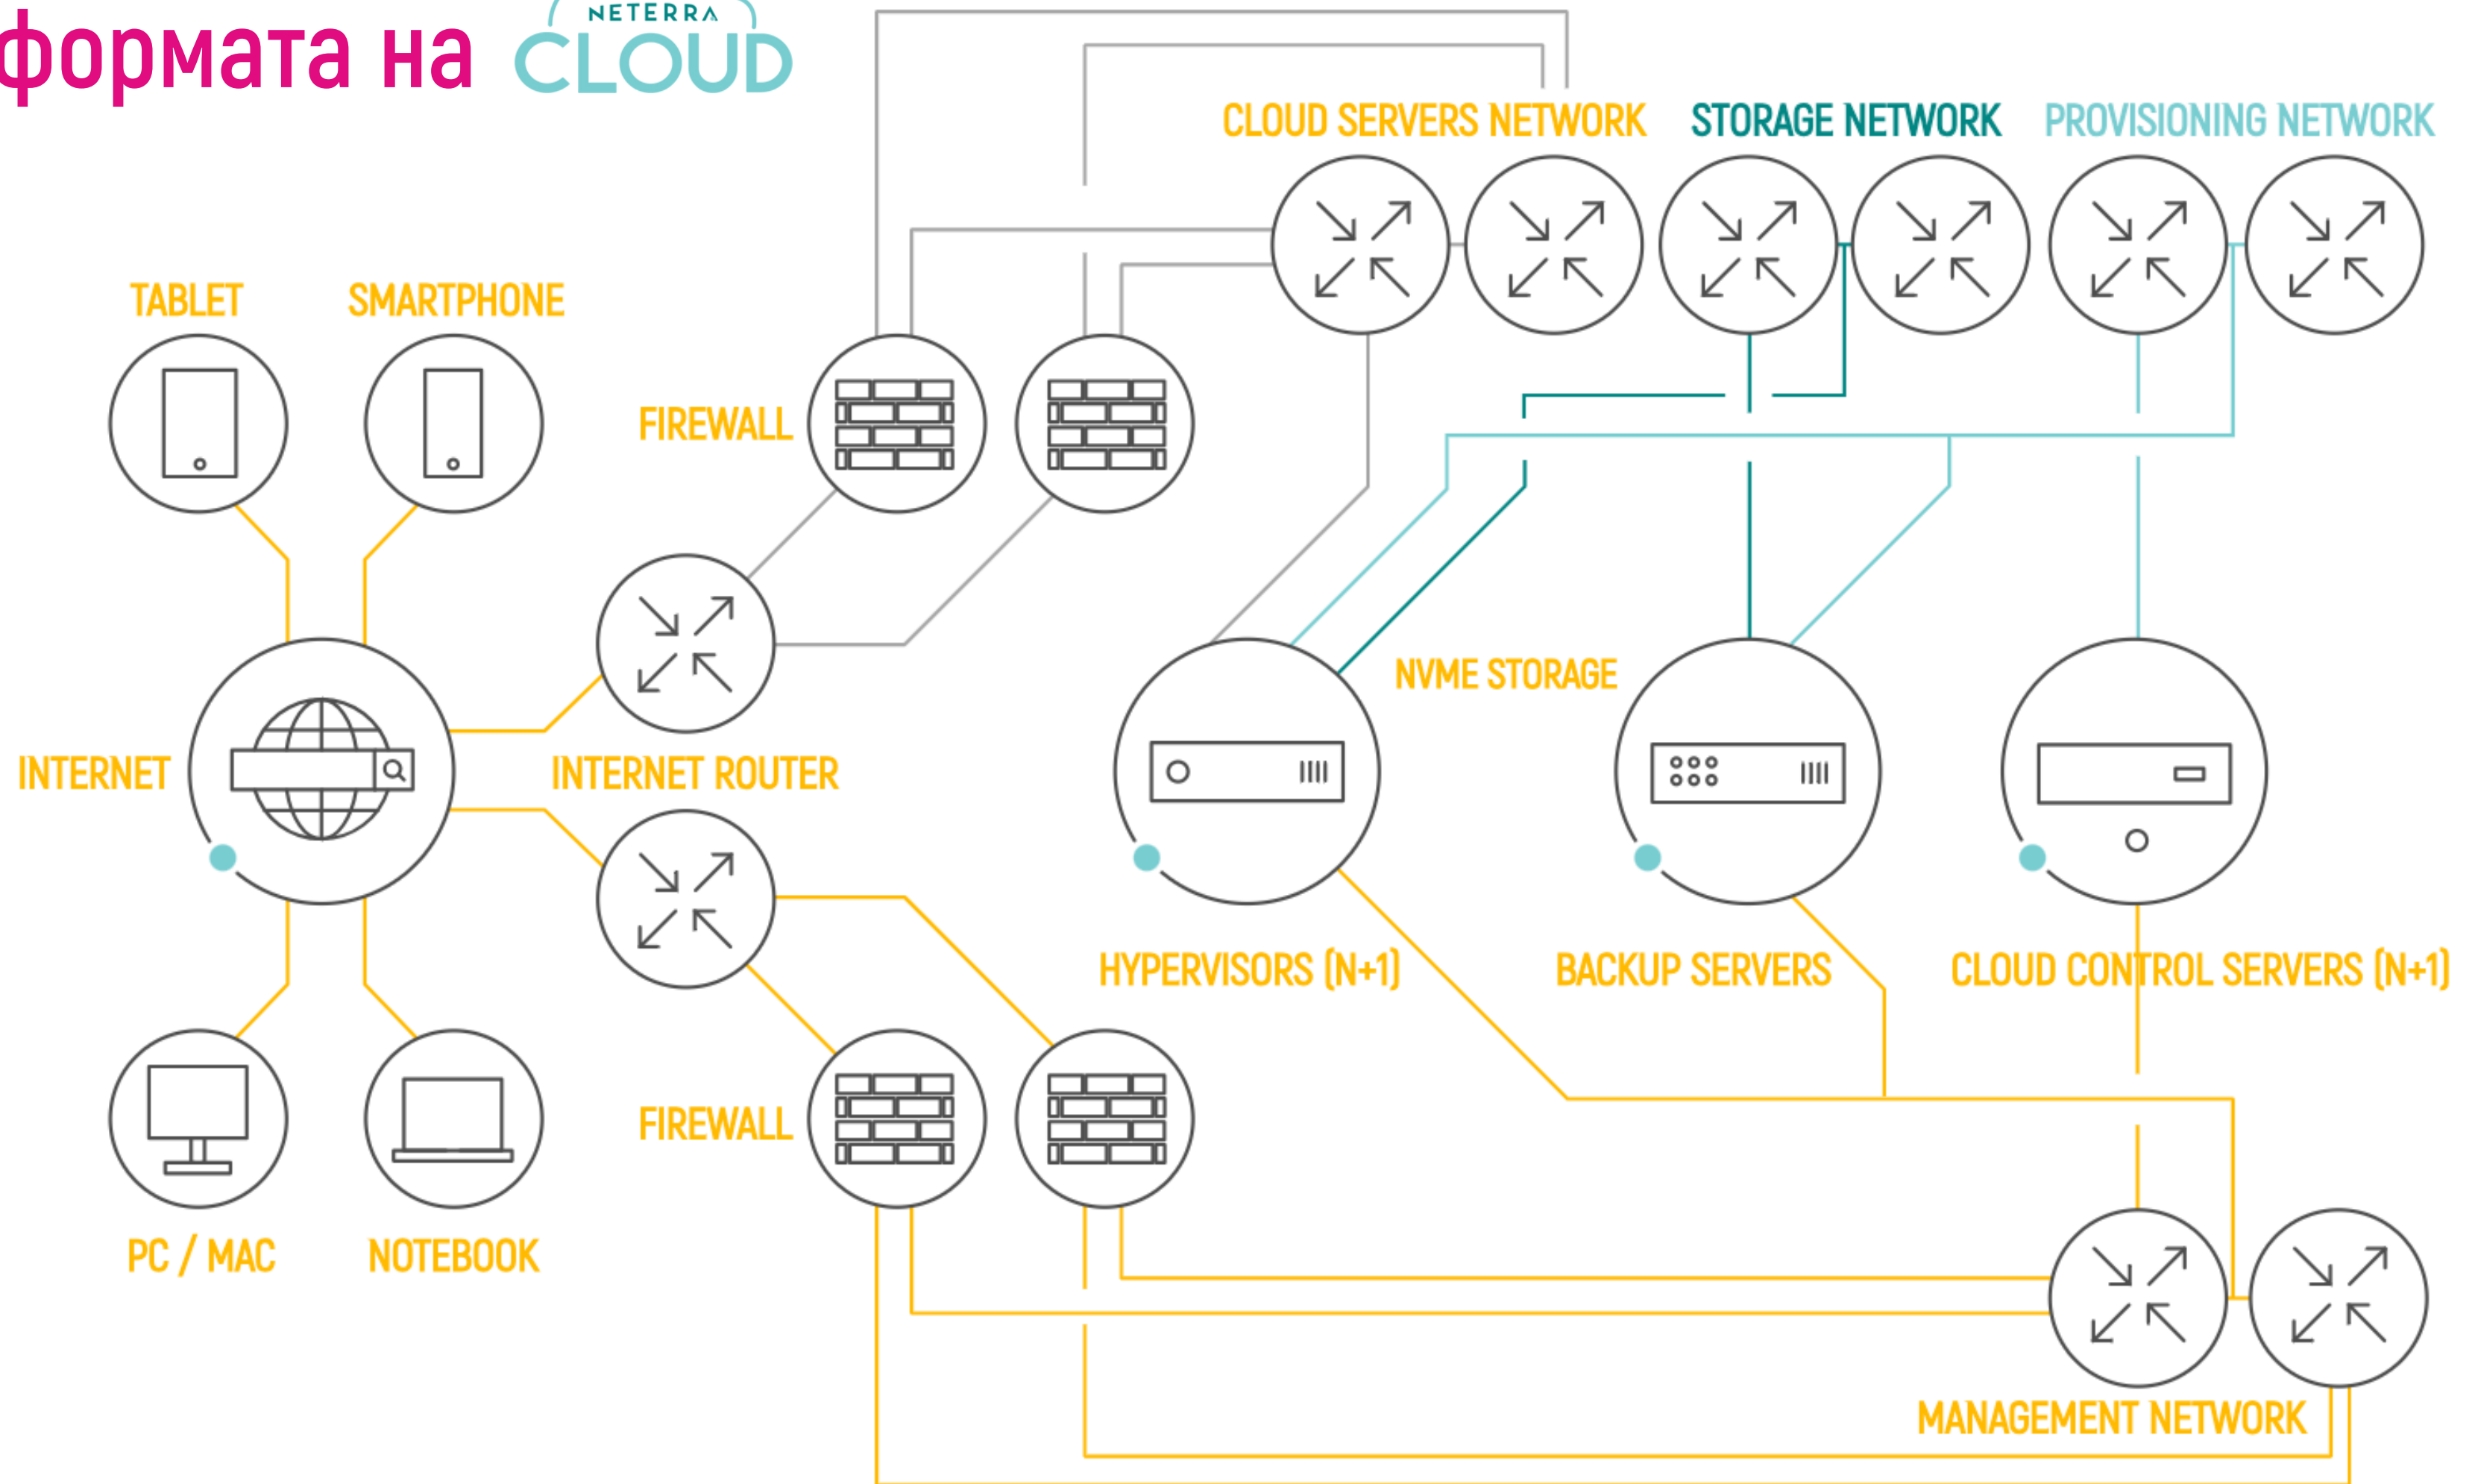 формата на
NETERRA
CLOUD
CLOUD SERVERS NETWORK
STORAGE NETWORK
PROVISIONING NETWORK
TABLET
SMARTPHONE
FIREWALL
NVME STORAGE
INTERNET
INTERNET ROUTER
HYPERVISORS (N+1)
BACKUP SERVERS
CLOUD CONTROL SERVERS (N+1)
FIREWALL
PC / MAC
NOTEBOOK
MANAGEMENT NETWORK